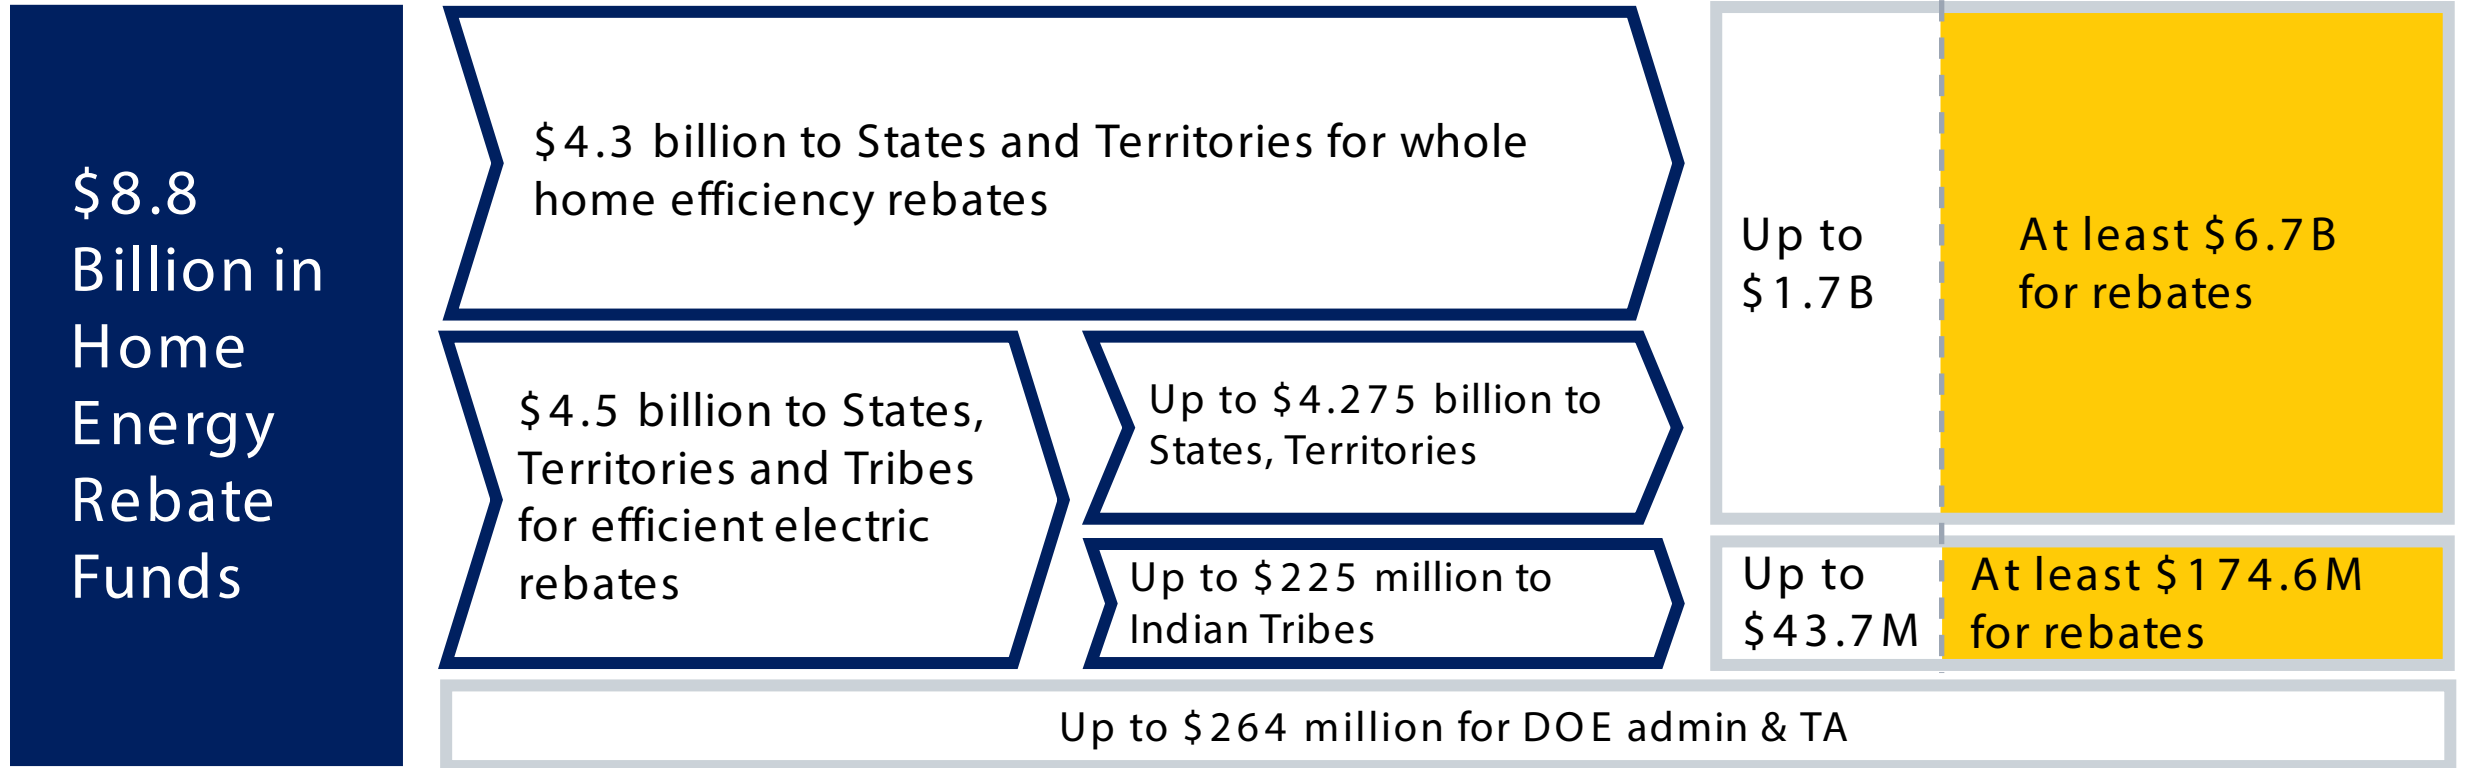 $8.8
Billion in
Home
Energy
Rebate
Funds
$4.3 billion to States and Territories for whole
home efficiency rebates
$4.5 billion to States,
Territories and Tribes
for efficient electric
rebates
Up to $4.275 billion to
States, Territories
Up to $225 million to
Indian Tribes
Up to
$1.7B
At least $6.7B
for rebates
Up to
$43.7M
At least $174.6M
for rebates
Up to $264 million for DOE admin & TA